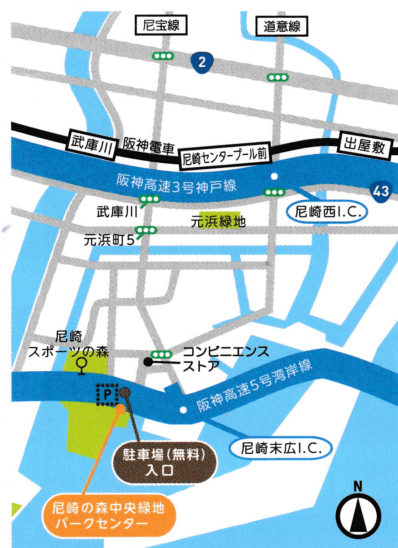 尼宝線
道意線
2
武庫川
阪神電車
尼崎センタープール前
出屋敷
阪神高速3号神戸線
43
武庫川
元浜緑地
尼崎西I.C.
元浜町5
尼崎
スポーツの森
コンビニエンス
ストア
P
阪神高速5号湾岸線
駐車場(無料)
入口
尼崎末広I.C.
尼崎の森中央緑地
パークセンター
N